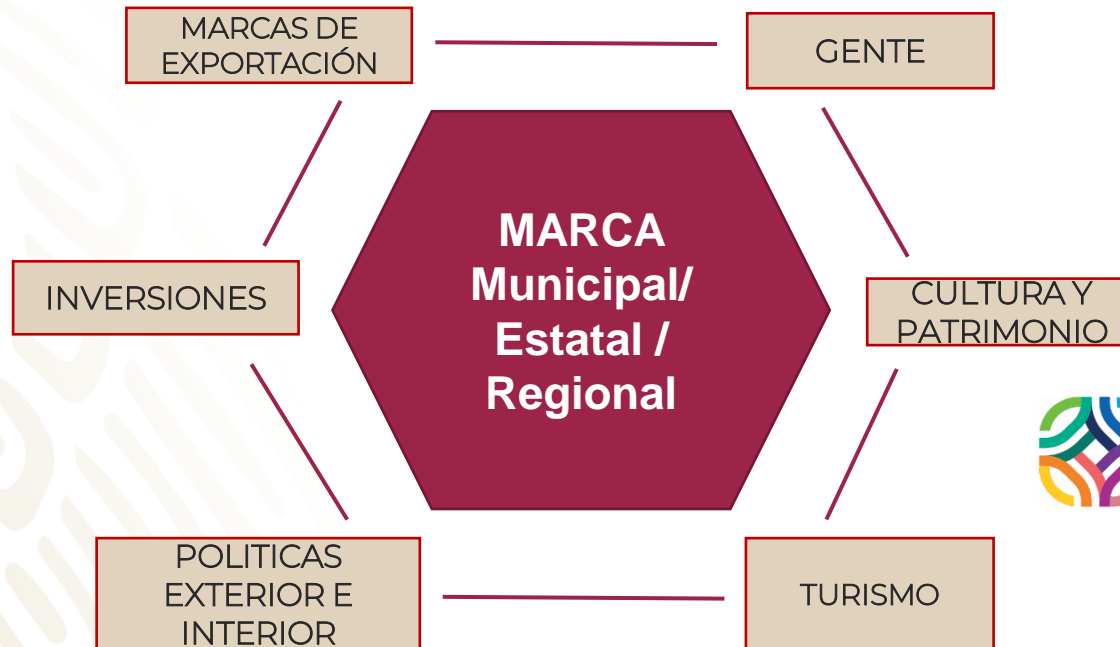 MARCAS DE
EXPORTACIÓN
GENTE
MARCA
Municipal/
Estatal /
Regional
INVERSIONES
CULTURA Y
PATRIMONIO
POLITICAS
EXTERIOR E
INTERIOR
TURISMO